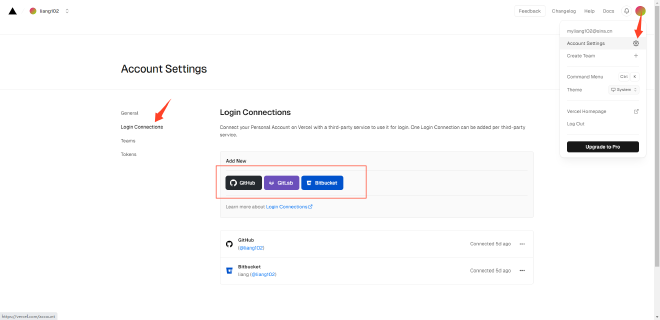 liang102
Feedback
Changelog
Help
Docs
myliang102@sina.cn
Account Settings
Create Team
Command Menu
Ctrl K
Theme
System
Vercel Homepage
Log Out
Upgrade to Pro
Account Settings
General
Login Connections
Teams
Tokens
Login Connections
Connect your Personal Account on Vercel with a third-party service to use it for login. One Login Connection can be added per third-party
service.
Add New
GitHub
GitLab
Bitbucket
Learn more about Login Connections
GitHub
(@liang102)
Connected 5d ago
Bitbucket
liang (@liang102)
Connected 5d ago
https://vercel.com/account